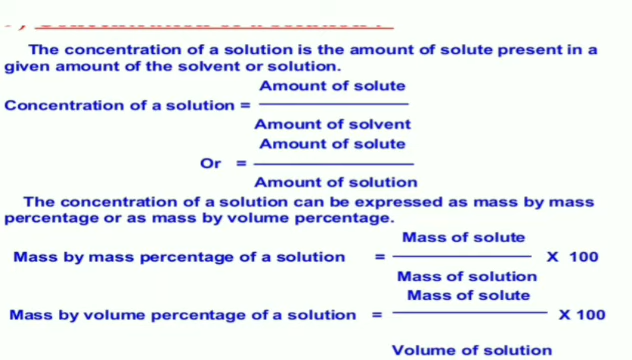 The concentration of a solution is the amount of solute present in a
given amount of the solvent or solution.
Amount of solute
Concentration of a solution =
Amount of solvent
Amount of solute
Or =
Amount of solution
The concentration of a solution can be expressed as mass by mass
percentage or as mass by volume percentage.
Mass of solute
Mass by mass percentage of a solution = X 100
Mass of solution
Mass of solute
Mass by volume percentage of a solution = X 100
Volume of solution